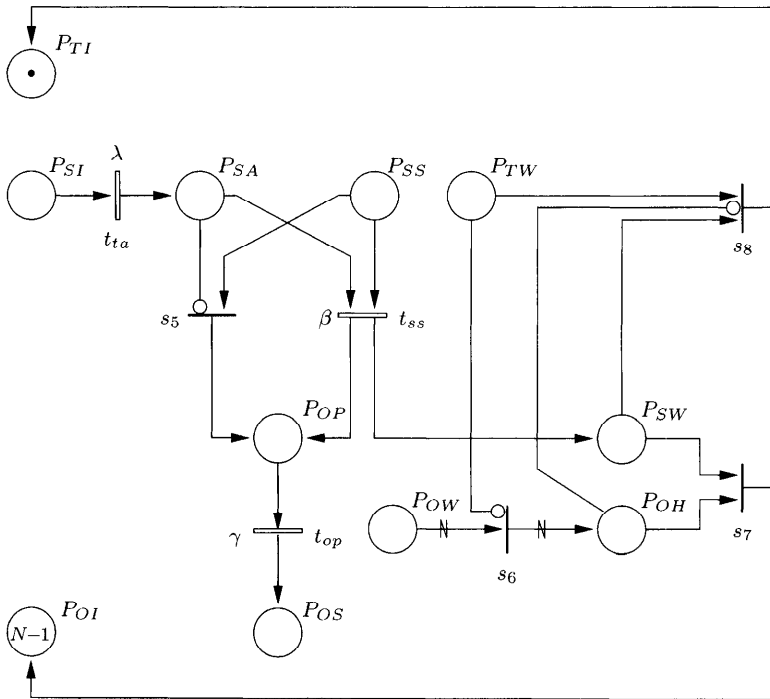 P_{TI}
λ
P_{SI}
P_{SA}
P_{SS}
P_{TW}
t_{ta}
s_8
s_5
β
t_{ss}
P_{OP}
P_{SW}
P_{OW}
P_{OH}
γ
t_{op}
s_6
s_7
P_{OI}
P_{OS}
N−1